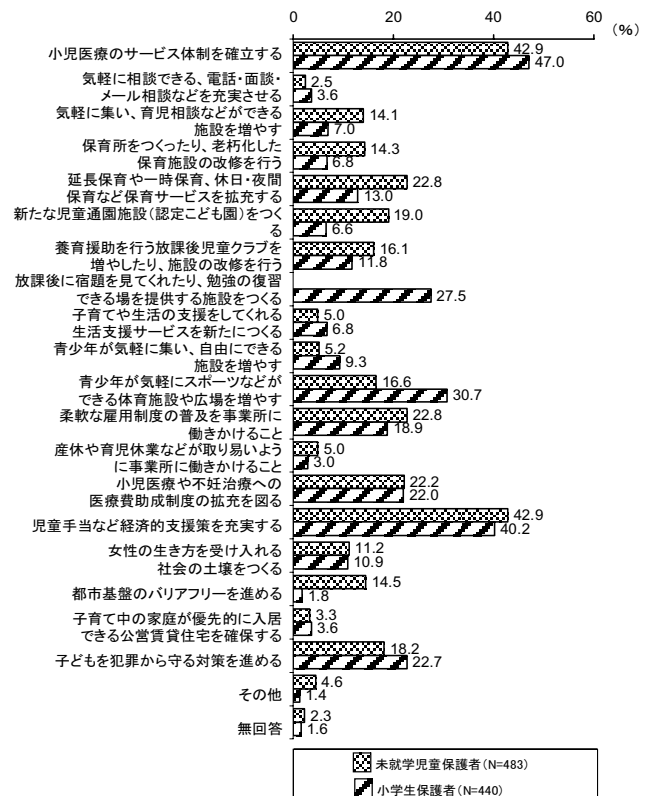 0 20 40 60
（%）
小児医療のサービス体制を確立する
42.9
47.0
気軽に相談できる、電話・面談・
メール相談などを充実させる
2.5
3.6
気軽に集い、育児相談などができる
施設を増やす
14.1
7.0
保育所をつくったり、老朽化した
保育施設の改修を行う
14.3
6.8
延長保育や一時保育、休日・夜間
保育など保育サービスを拡充する
22.8
13.0
新たな児童通園施設（認定こども園）をつく
る
19.0
6.6
養育援助を行う放課後児童クラブを
増やしたり、施設の改修を行う
16.1
11.8
放課後に宿題を見てくれたり、勉強の復習
できる場を提供する施設をつくる
27.5
子育てや生活の支援をしてくれる
生活支援サービスを新たにつくる
5.0
6.8
青少年が気軽に集い、自由にできる
施設を増やす
5.2
9.3
青少年が気軽にスポーツなどが
できる体育施設や広場を増やす
16.6
30.7
柔軟な雇用制度の普及を事業所に
働きかけること
22.8
18.9
産休や育児休業などが取り易いよう
に事業所に働きかけること
5.0
3.0
小児医療や不妊治療への
医療費助成制度の拡充を図る
22.2
22.0
児童手当など経済的支援策を充実する
42.9
40.2
女性の生き方を受け入れる
社会の土壌をつくる
11.2
10.9
都市基盤のバリアフリーを進める
14.5
1.8
子育て中の家庭が優先的に入居
できる公営賃貸住宅を確保する
3.3
3.6
子どもを犯罪から守る対策を進める
18.2
22.7
その他
4.6
1.4
無回答
2.3
1.6
未就学児童保護者（N=483）
小学生保護者（N=440）